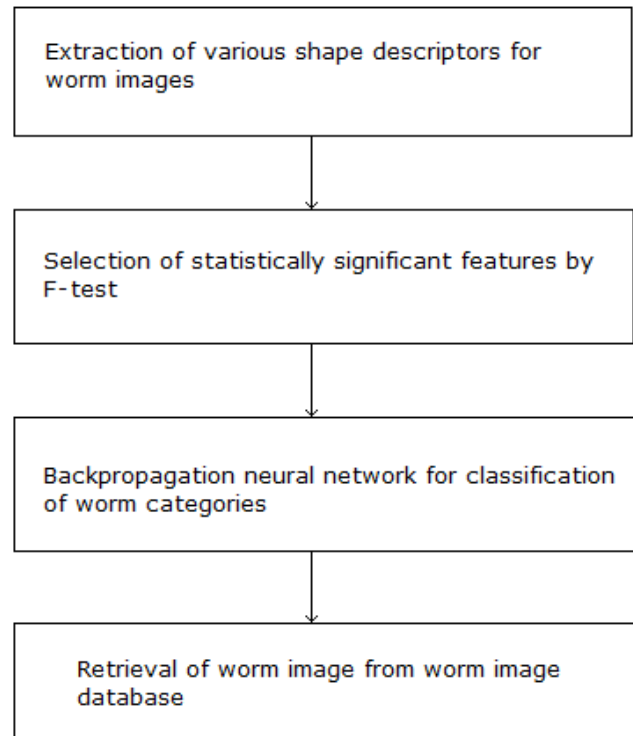 Extraction of various shape descriptors for
worm images
Selection of statistically significant features by
F-test
Backpropagation neural network for classification
of worm categories
Retrieval of worm image from worm image
database